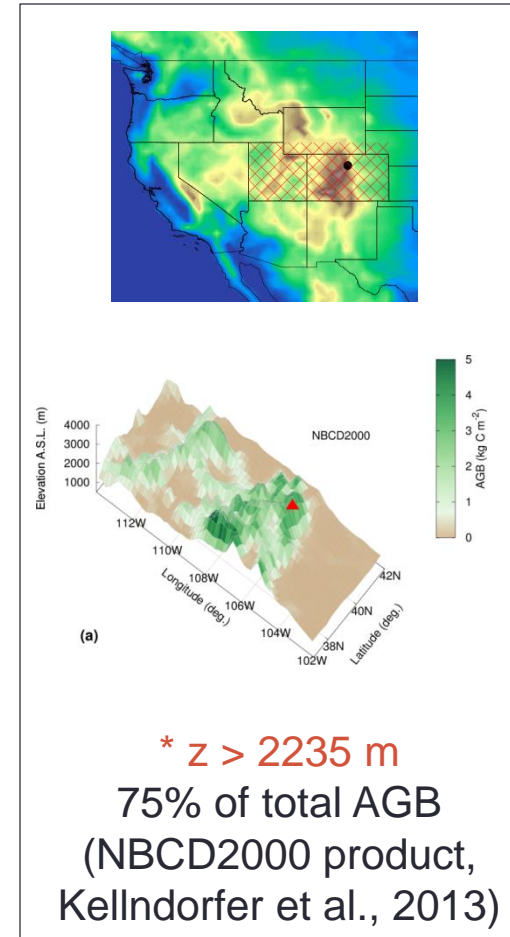 5
4
3
2
1
0
AGB (kg C m⁻²)
NBCD2000
4000
3000
2000
1000
Elevation A.S.L. (m)
112W
110W
108W
106W
104W
102W
Longitude (deg.)
42N
40N
38N
Latitude (deg.)
(a)
* z > 2235 m
75% of total AGB
(NBCD2000 product,
Kellndorfer et al., 2013)